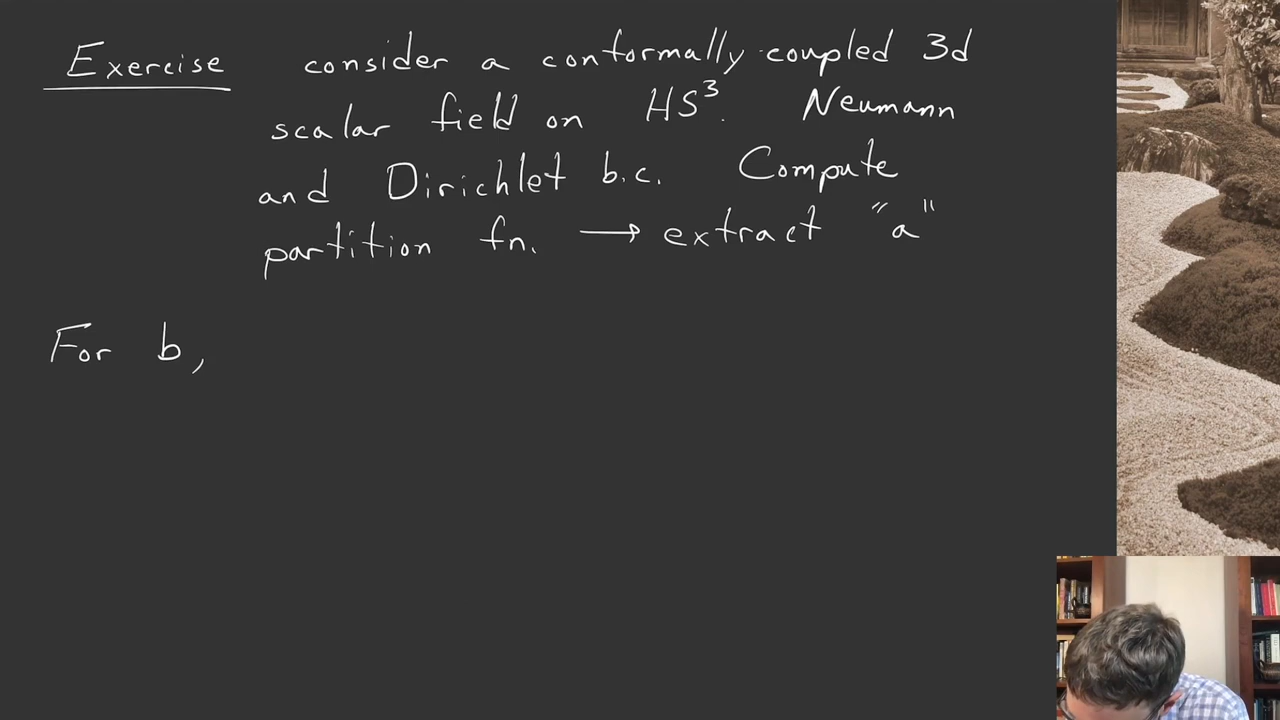 Exercise consider a conformally coupled 3d
scalar field on HS³. Neumann
and Dirichlet b.c. Compute
partition fn. → extract "a"
For b,